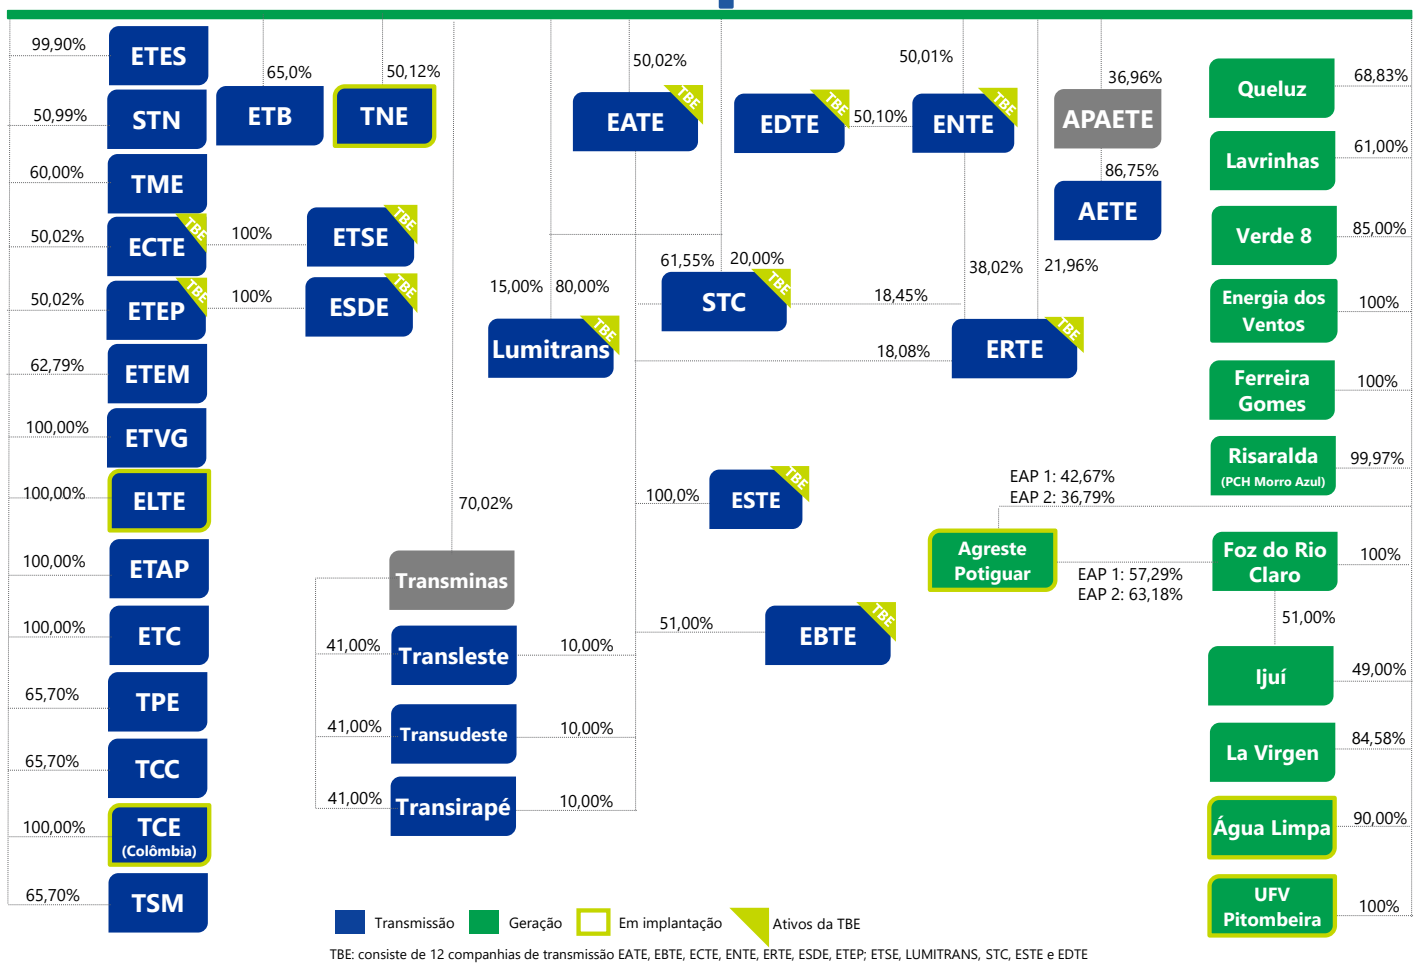 99,90%
ETES
50,99%
STN
60,00%
TME
50,02%
ECTE
TBE
100%
ETSE
TBE
50,02%
ETEP
TBE
100%
ESDE
TBE
62,79%
ETEM
100,00%
ETVG
100,00%
ELTE
100,00%
ETAP
100,00%
ETC
65,70%
TPE
65,70%
TCC
100,00%
TCE
(Colômbia)
65,70%
TSM
65,0%
ETB
50,12%
TNE
70,02%
Transminas
41,00%
Transleste
10,00%
41,00%
Transudeste
10,00%
41,00%
Transirapé
10,00%
50,02%
EATE
TBE
EDTE
TBE
50,10%
50,01%
ENTE
TBE
36,96%
APAETE
86,75%
AETE
15,00%
80,00%
Lumitrans
TBE
61,55%
20,00%
STC
TBE
18,45%
38,02%
21,96%
18,08%
ERTE
TBE
100,0%
ESTE
TBE
51,00%
EBTE
TBE
Queluz
68,83%
Lavrinhas
61,00%
Verde 8
85,00%
Energia dos
Ventos
100%
Ferreira
Gomes
100%
Risaralda
(PCH Morro Azul)
99,97%
EAP 1: 42,67%
EAP 2: 36,79%
Agreste
Potiguar
EAP 1: 57,29%
EAP 2: 63,18%
Foz do Rio
Claro
100%
51,00%
Ijuí
49,00%
La Virgen
84,58%
Água Limpa
90,00%
UFV
Pitombeira
100%
Transmissão
Geração
Em implantação
Ativos da TBE
TBE: consiste de 12 companhias de transmissão EATE, EBTE, ECTE, ENTE, ERTE, ESDE, ETEP; ETSE, LUMITRANS, STC, ESTE e EDTE